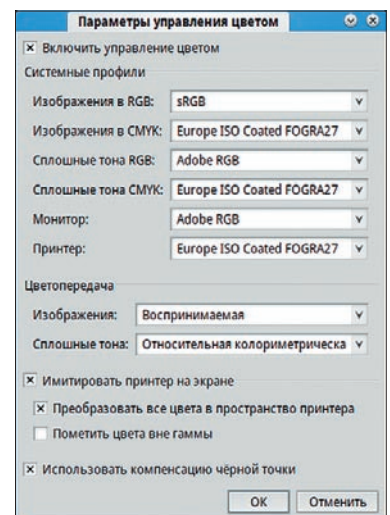 Параметры управления цветом
Включить управление цветом
Системные профили
Изображения в RGB: sRGB
Изображения в CMYK: Europe ISO Coated FOGRA27
Сплошные тона RGB: Adobe RGB
Сплошные тона CMYK: Europe ISO Coated FOGRA27
Монитор: Adobe RGB
Принтер: Europe ISO Coated FOGRA27
Цветопередача
Изображения: Воспринимаемая
Сплошные тона: Относительная колориметрическа
Имитировать принтер на экране
Преобразовать все цвета в пространство принтера
Пометить цвета вне гаммы
Использовать компенсацию чёрной точки
OK Отменить